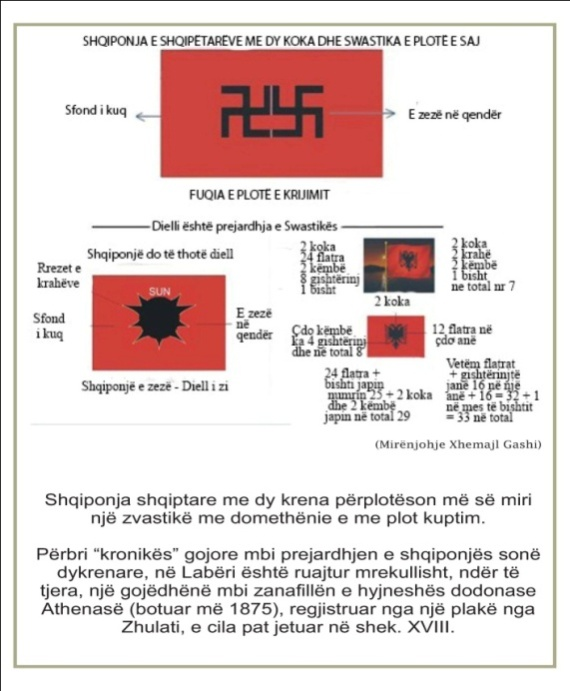 SHQIPONJA E SHQIPËTARËVE ME DY KOKA DHE SWASTIKA E PLOTË E SAJ
Sfond i kuq
E zezë në qendër
FUQIA E PLOTË E KRIJIMIT
Dielli është prejardhja e Swastikës
Shqiponjë do të thotë diell
Rrezet e
krahëve
SUN
Sfond
i kuq
E zezë
në
qendër
Shqiponjë e zezë - Diell i zi
2 koka
24 flatra
2 këmbë
8 gishtërinj
1 bisht
2 koka
2 krahë
2 këmbë
1 bisht
ne total nr 7
2 koka
Çdo këmbë
ka 4 gishtërinj
dhe në total 8
12 flatra në
çdo anë
24 flatra +
bishti japin
numrin 25 + 2 koka
dhe 2 këmbë
japin në total 29
Vetëm flatrat
+ gishtërinjtë
janë 16 në një
anë + 16 = 32 + 1
në mes të bishtit
= 33 në total
(Mirënjohje Xhemajl Gashi)
Shqiponja shqiptare me dy krena përplotëson më së miri
një zvastikë me domethënie e me plot kuptim.
Përbri “kronikës” gojore mbi prejardhjen e shqiponjës sonë
dykrenare, në Labëri është ruajtur mrekullisht, ndër të
tjera, një gojëdhënë mbi zanafillën e hyjneshës dodonase
Athenasë (botuar më 1875), regjistruar nga një plakë nga
Zhulati, e cila pat jetuar në shek. XVIII.